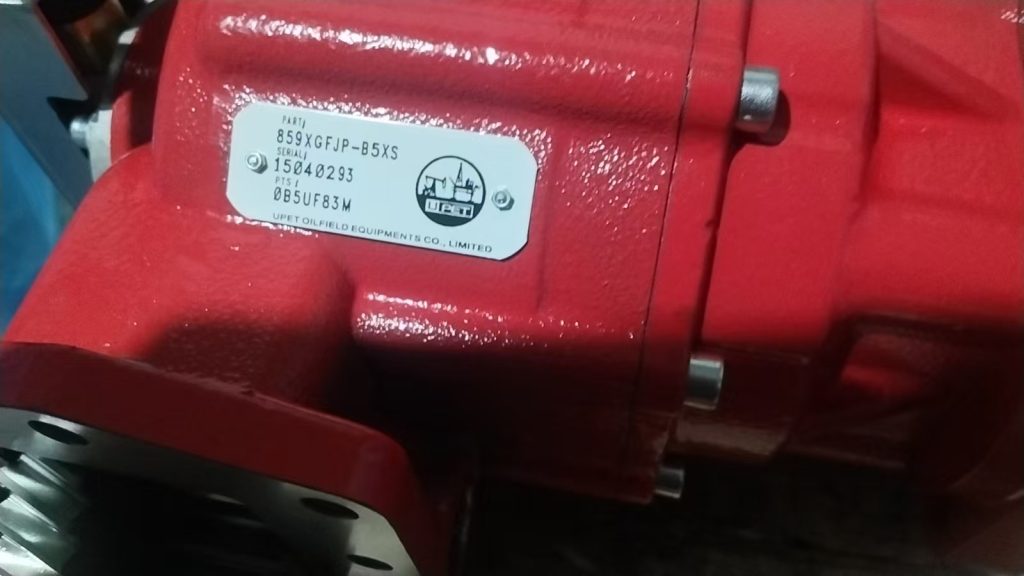 PART/
859XGFJP-B5XS
SERIAL/
15040293
PTS /
0B5UF83M
UPET
UPET OILFIELD EQUIPMENTS CO., LIMITED